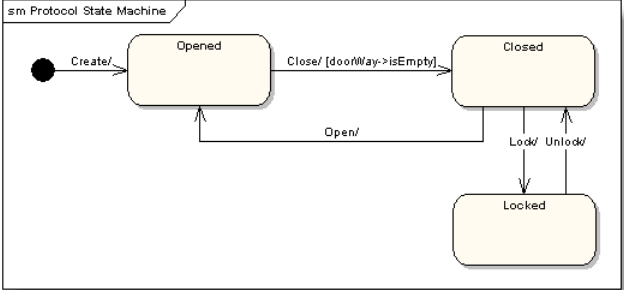 sm Protocol State Machine
Create/
Opened
Close/ [doorWay->isEmpty]
Closed
Open/
Lock/
Unlock/
Locked